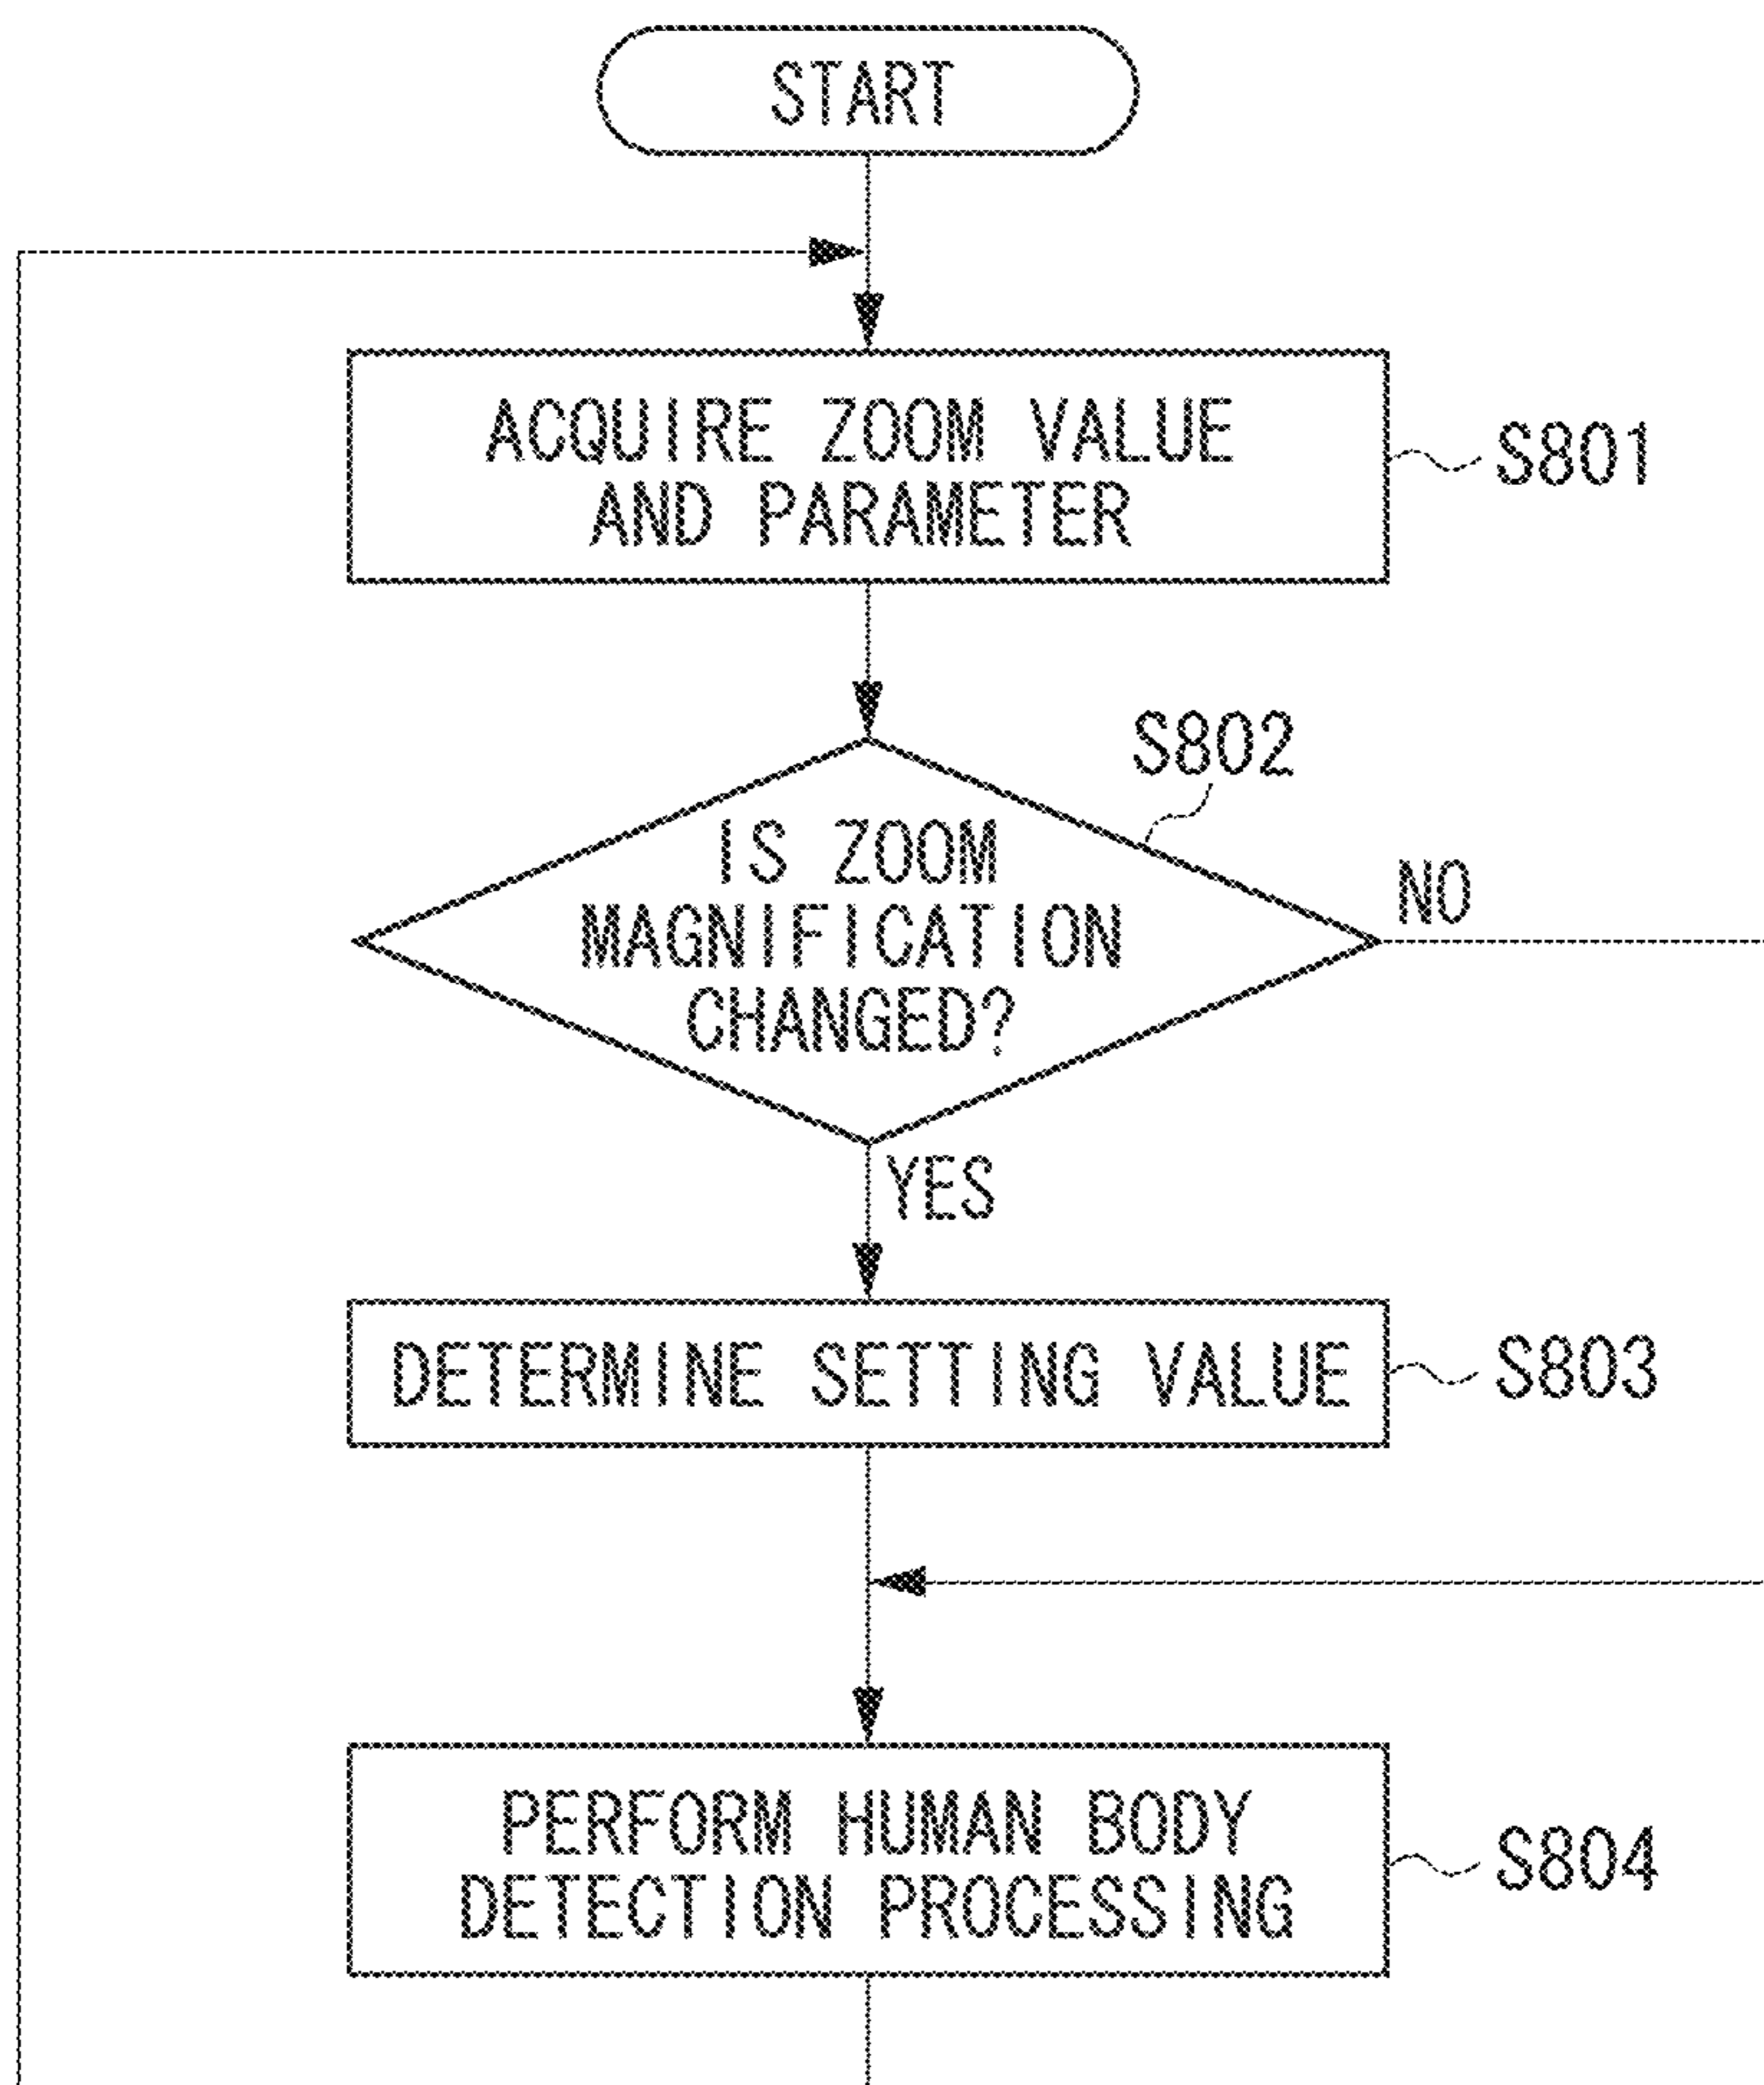 START
ACQUIRE ZOOM VALUE
AND PARAMETER
S801
S802
IS ZOOM
MAGNIFICATION
CHANGED?
NO
YES
DETERMINE SETTING VALUE
S803
PERFORM HUMAN BODY
DETECTION PROCESSING
S804